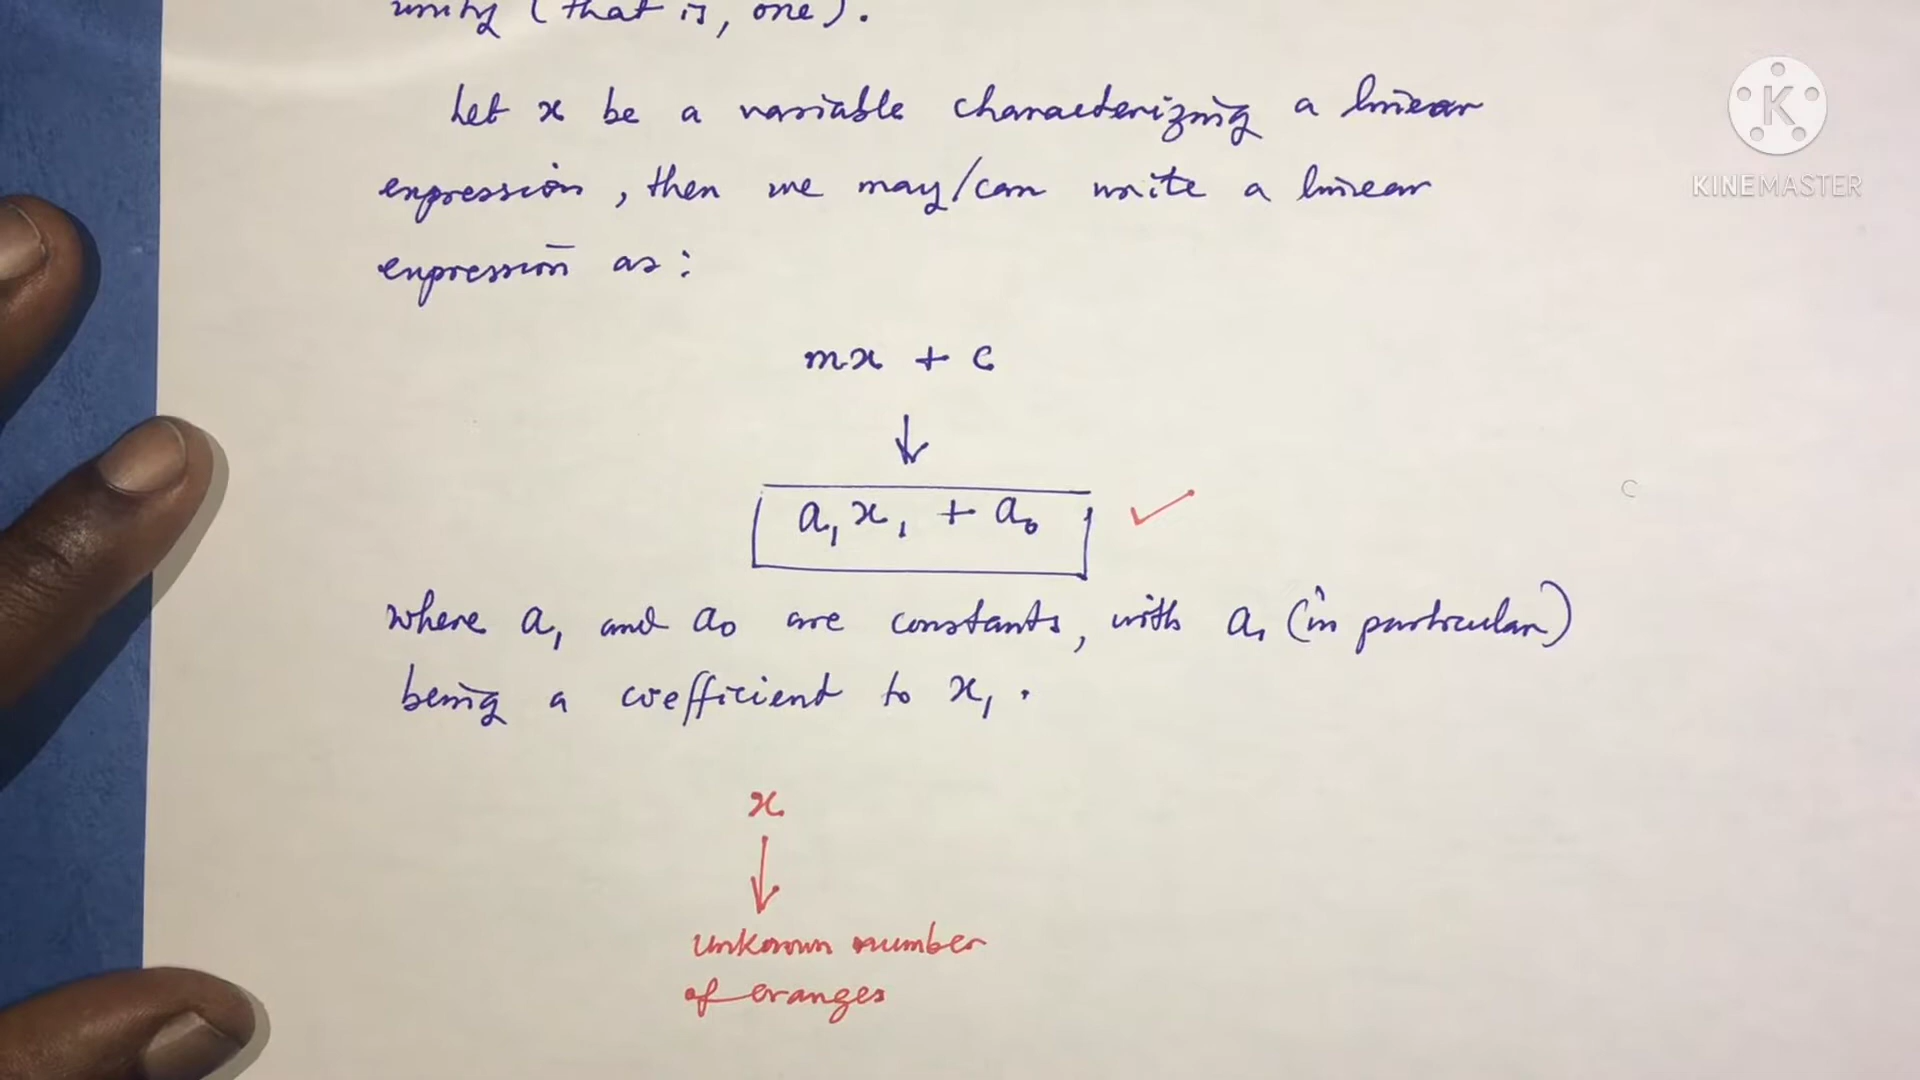 unity (that is, one).
Let x be a variable characterizing a linear
expression, then we may/can write a linear
expression as:
mx + c
↓
a₁x₁ + a₀ ✓
where a₁ and a₀ are constants, with a₁ (in particular)
being a coefficient to x₁.
x
↓
unknown number
of oranges
K
KINEMASTER